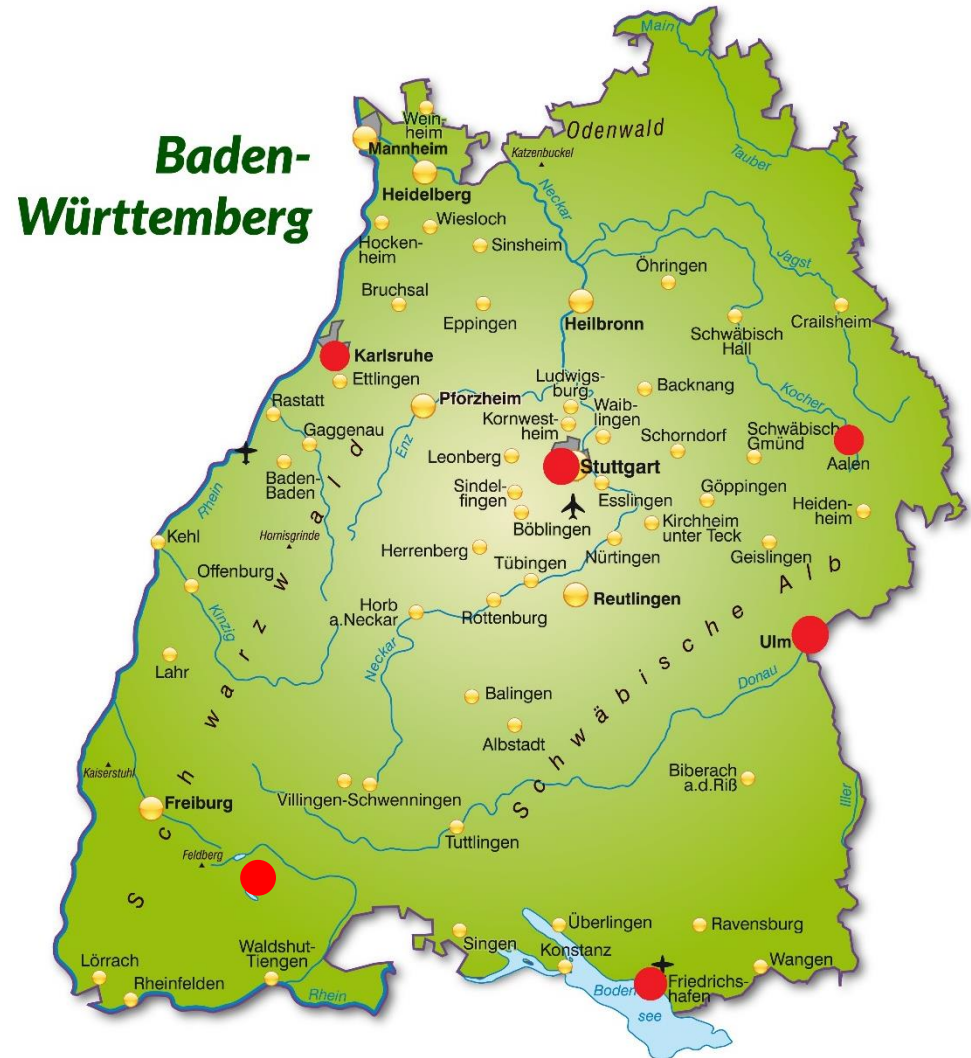 Baden-
Württemberg
Main
Odenwald
Katzenbuckel
Tauber
Wein-
heim
Mannheim
Heidelberg
Neckar
Wiesloch
Hocken-
heim
Sinsheim
Jagst
Öhringen
Bruchsal
Eppingen
Heilbronn
Schwäbisch
Hall
Crailsheim
Karlsruhe
Ettlingen
Ludwigs-
burg
Backnang
Kocher
Rastatt
Pforzheim
Kornwest-
heim
Waib-
lingen
Gaggenau
Enz
Schorndorf
Schwäbisch
Gmünd
Aalen
Leonberg
Stuttgart
Baden-
Baden
Sindel-
fingen
Esslingen
Göppingen
Heiden-
heim
Rhein
Böblingen
Kirchheim
unter Teck
Kehl
Hornisgrinde
Herrenberg
Nürtingen
Geislingen
Offenburg
Tübingen
Schwäbische Alb
Kinzig
Horb
a.Neckar
Rottenburg
Reutlingen
Schwarzwald
Neckar
Ulm
Lahr
Donau
Balingen
Albstadt
Kaiserstuhl
Biberach
a.d.Riß
Iller
Villingen-Schwenningen
Freiburg
Tuttlingen
Feldberg
Überlingen
Ravensburg
Singen
Konstanz
Waldshut-
Tiengen
Wangen
Lörrach
Rheinfelden
Rhein
Friedrichs-
hafen
Boden
see